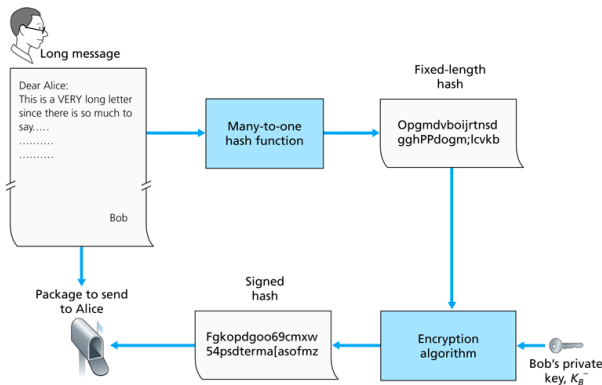 Long message
Dear Alice:
This is a VERY long letter
since there is so much to
say.....
..........
..........
Bob
Many-to-one
hash function
Fixed-length
hash
Opgmdvboijrtnsd
gghPPdogm;lcvkb
Package to send
to Alice
Signed
hash
Fgkopdgoo69cmxw
54psdterma[asofmz
Encryption
algorithm
Bob's private
key, K_B^-